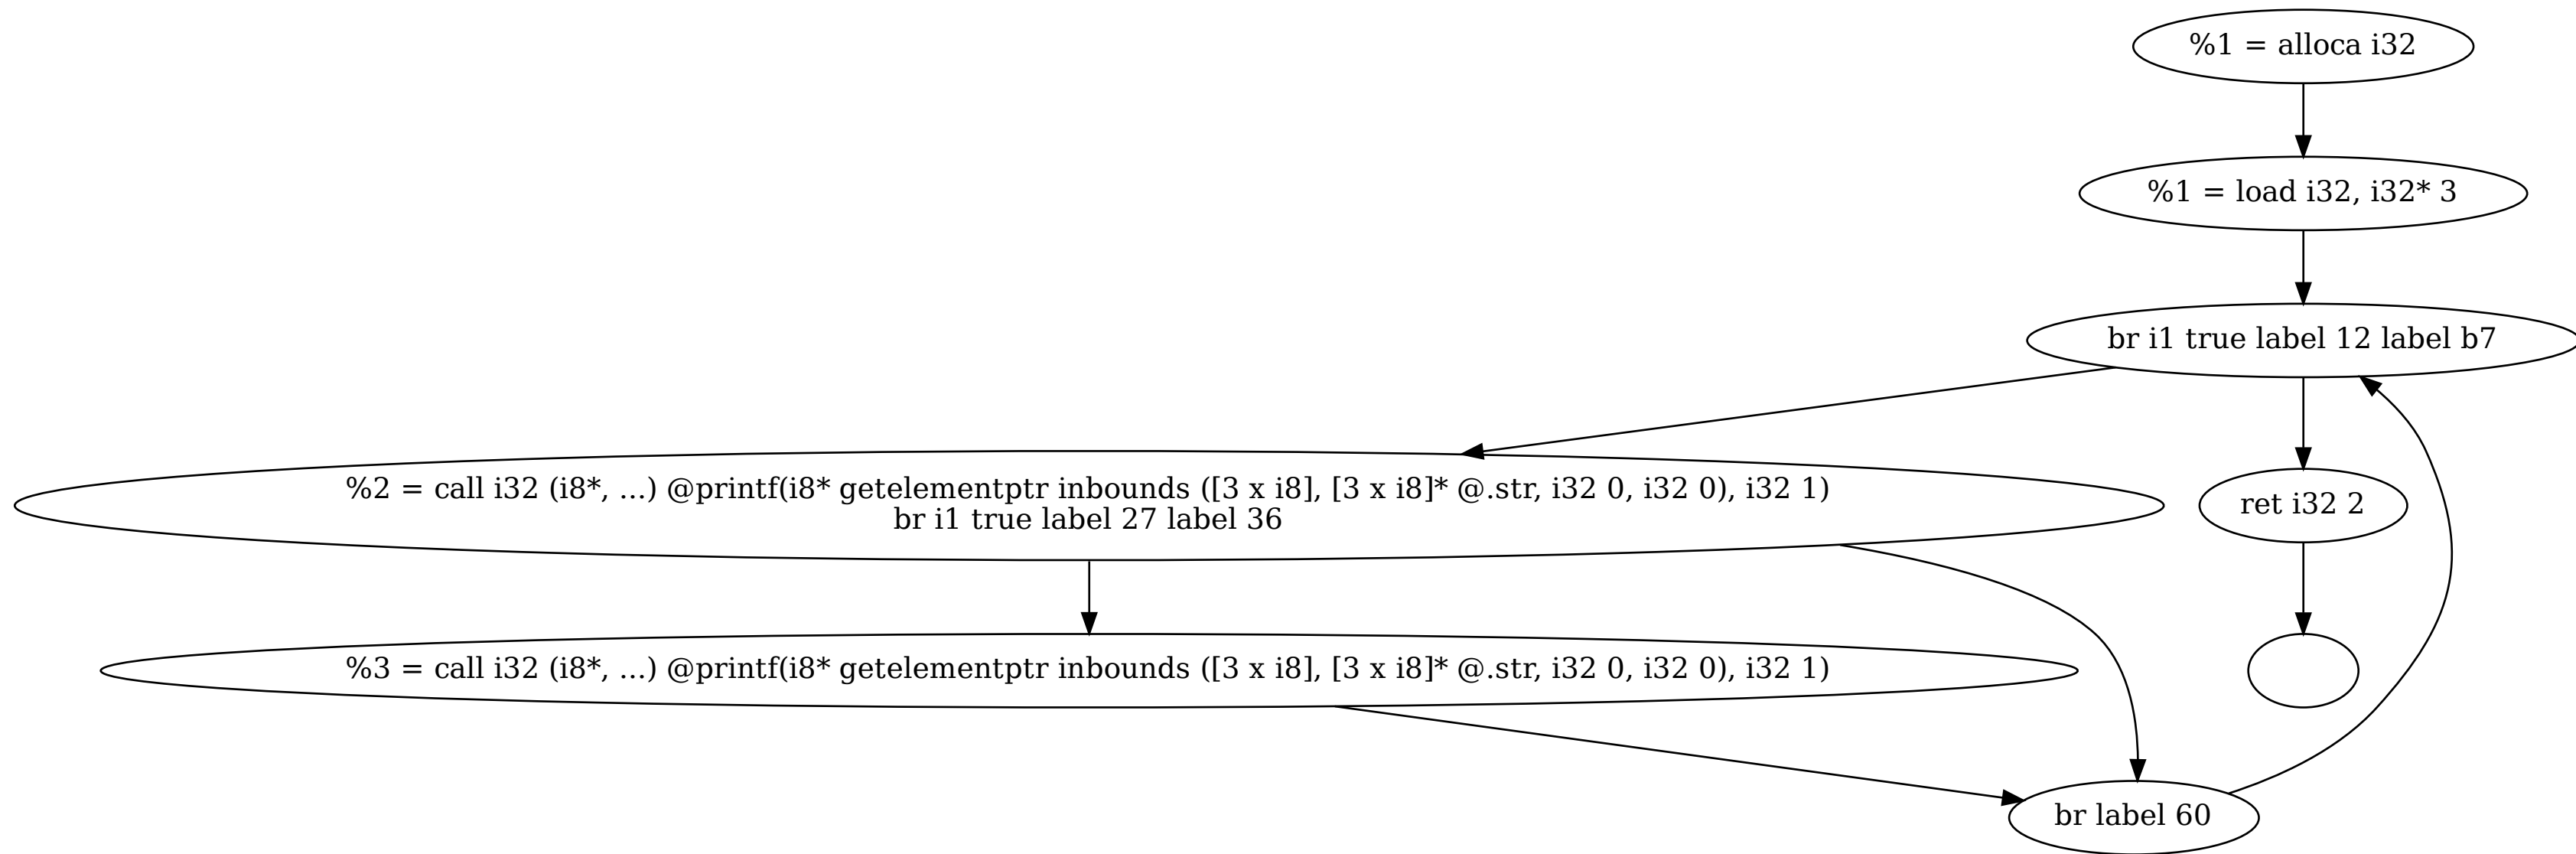 %1 = alloca i32
%1 = load i32, i32* 3
br i1 true label 12 label b7
%2 = call i32 (i8*, ...) @printf(i8* getelementptr inbounds ([3 x i8], [3 x i8]* @.str, i32 0, i32 0), i32 1)
br i1 true label 27 label 36
ret i32 2
%3 = call i32 (i8*, ...) @printf(i8* getelementptr inbounds ([3 x i8], [3 x i8]* @.str, i32 0, i32 0), i32 1)
br label 60